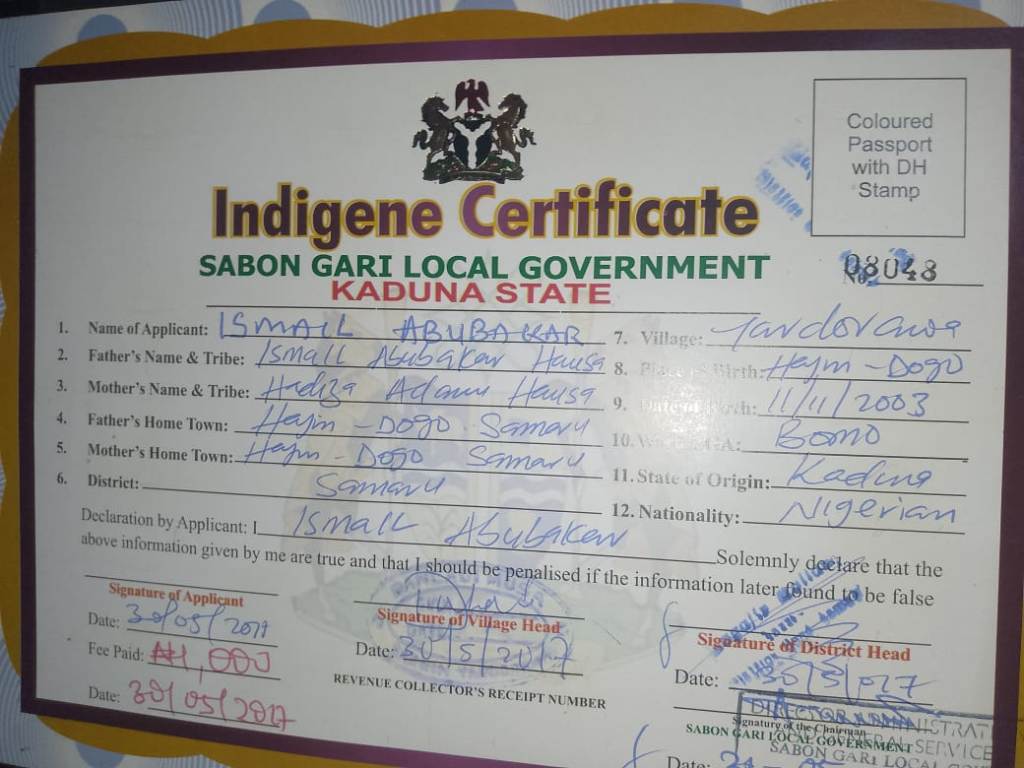 Coloured
Passport
with DH
Stamp
Indigene Certificate
SABON GARI LOCAL GOVERNMENT
KADUNA STATE
No. 08048
1. Name of Applicant: ISMAIL ABUBAKAR
2. Father's Name & Tribe: Ismail Abubakar Hausa
3. Mother's Name & Tribe: Hadiza Adamu Hausa
4. Father's Home Town: Hayin-Dogo Samaru
5. Mother's Home Town: Hayin-Dogo Samaru
6. District: Samaru
7. Village: Yardorawa
8. Place of Birth: Hayin-Dogo
9. Date of Birth: 11/11/2003
10. Bomo
11. State of Origin: Kaduna
12. Nationality: Nigerian
Declaration by Applicant: I Ismail Abubakar Solemnly declare that the
above information given by me are true and that I should be penalised if the information later found to be false
Signature of Applicant
Date: 30/05/2017
Fee Paid: ₦1,000
Date: 30/05/2017
Signature of Village Head
Date: 30/5/2017
REVENUE COLLECTOR'S RECEIPT NUMBER
Signature of District Head
Date: 30/5/017
DIRECTOR ADMINISTRAT
GENERAL SERVICE
SABON GARI LOCAL
Signature of the Chairman
SABON GARI LOCAL GOVERNMENT
Date: